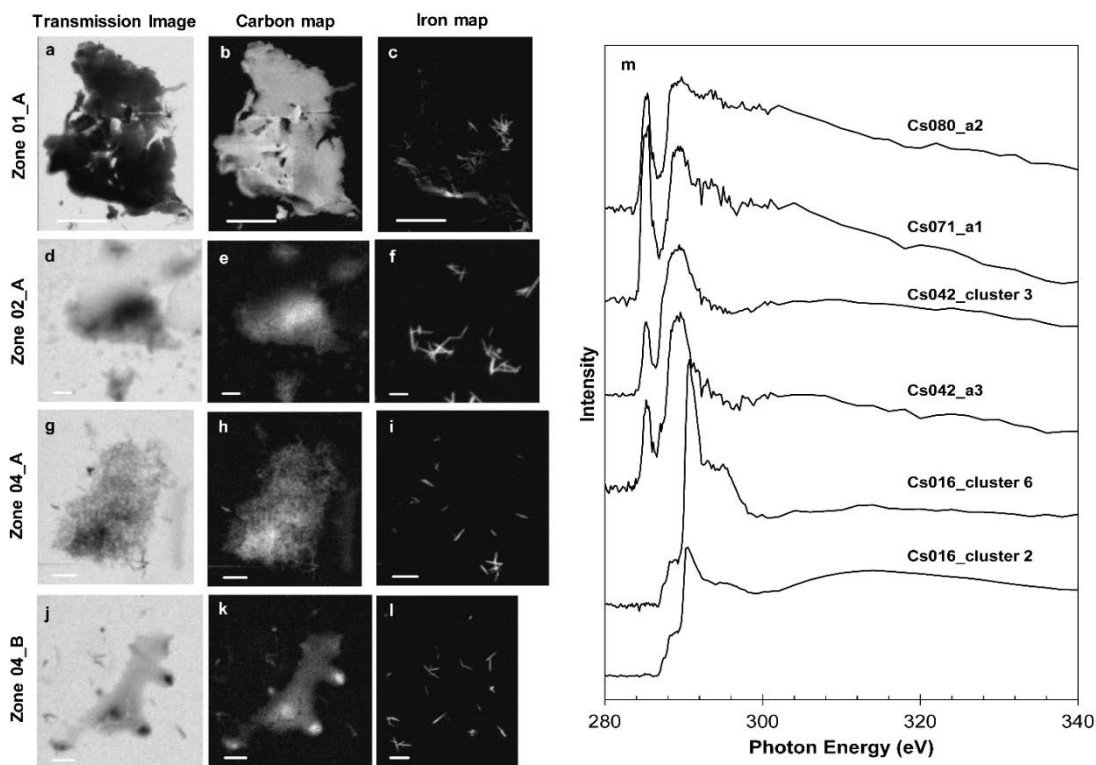 Transmission Image Carbon map Iron map
Zone 01_A
a b c
Zone 02_A
d e f
Zone 04_A
g h i
Zone 04_B
j k l
m
Cs080_a2
Cs071_a1
Cs042_cluster 3
Cs042_a3
Cs016_cluster 6
Cs016_cluster 2
Intensity
280 300 320 340
Photon Energy (eV)